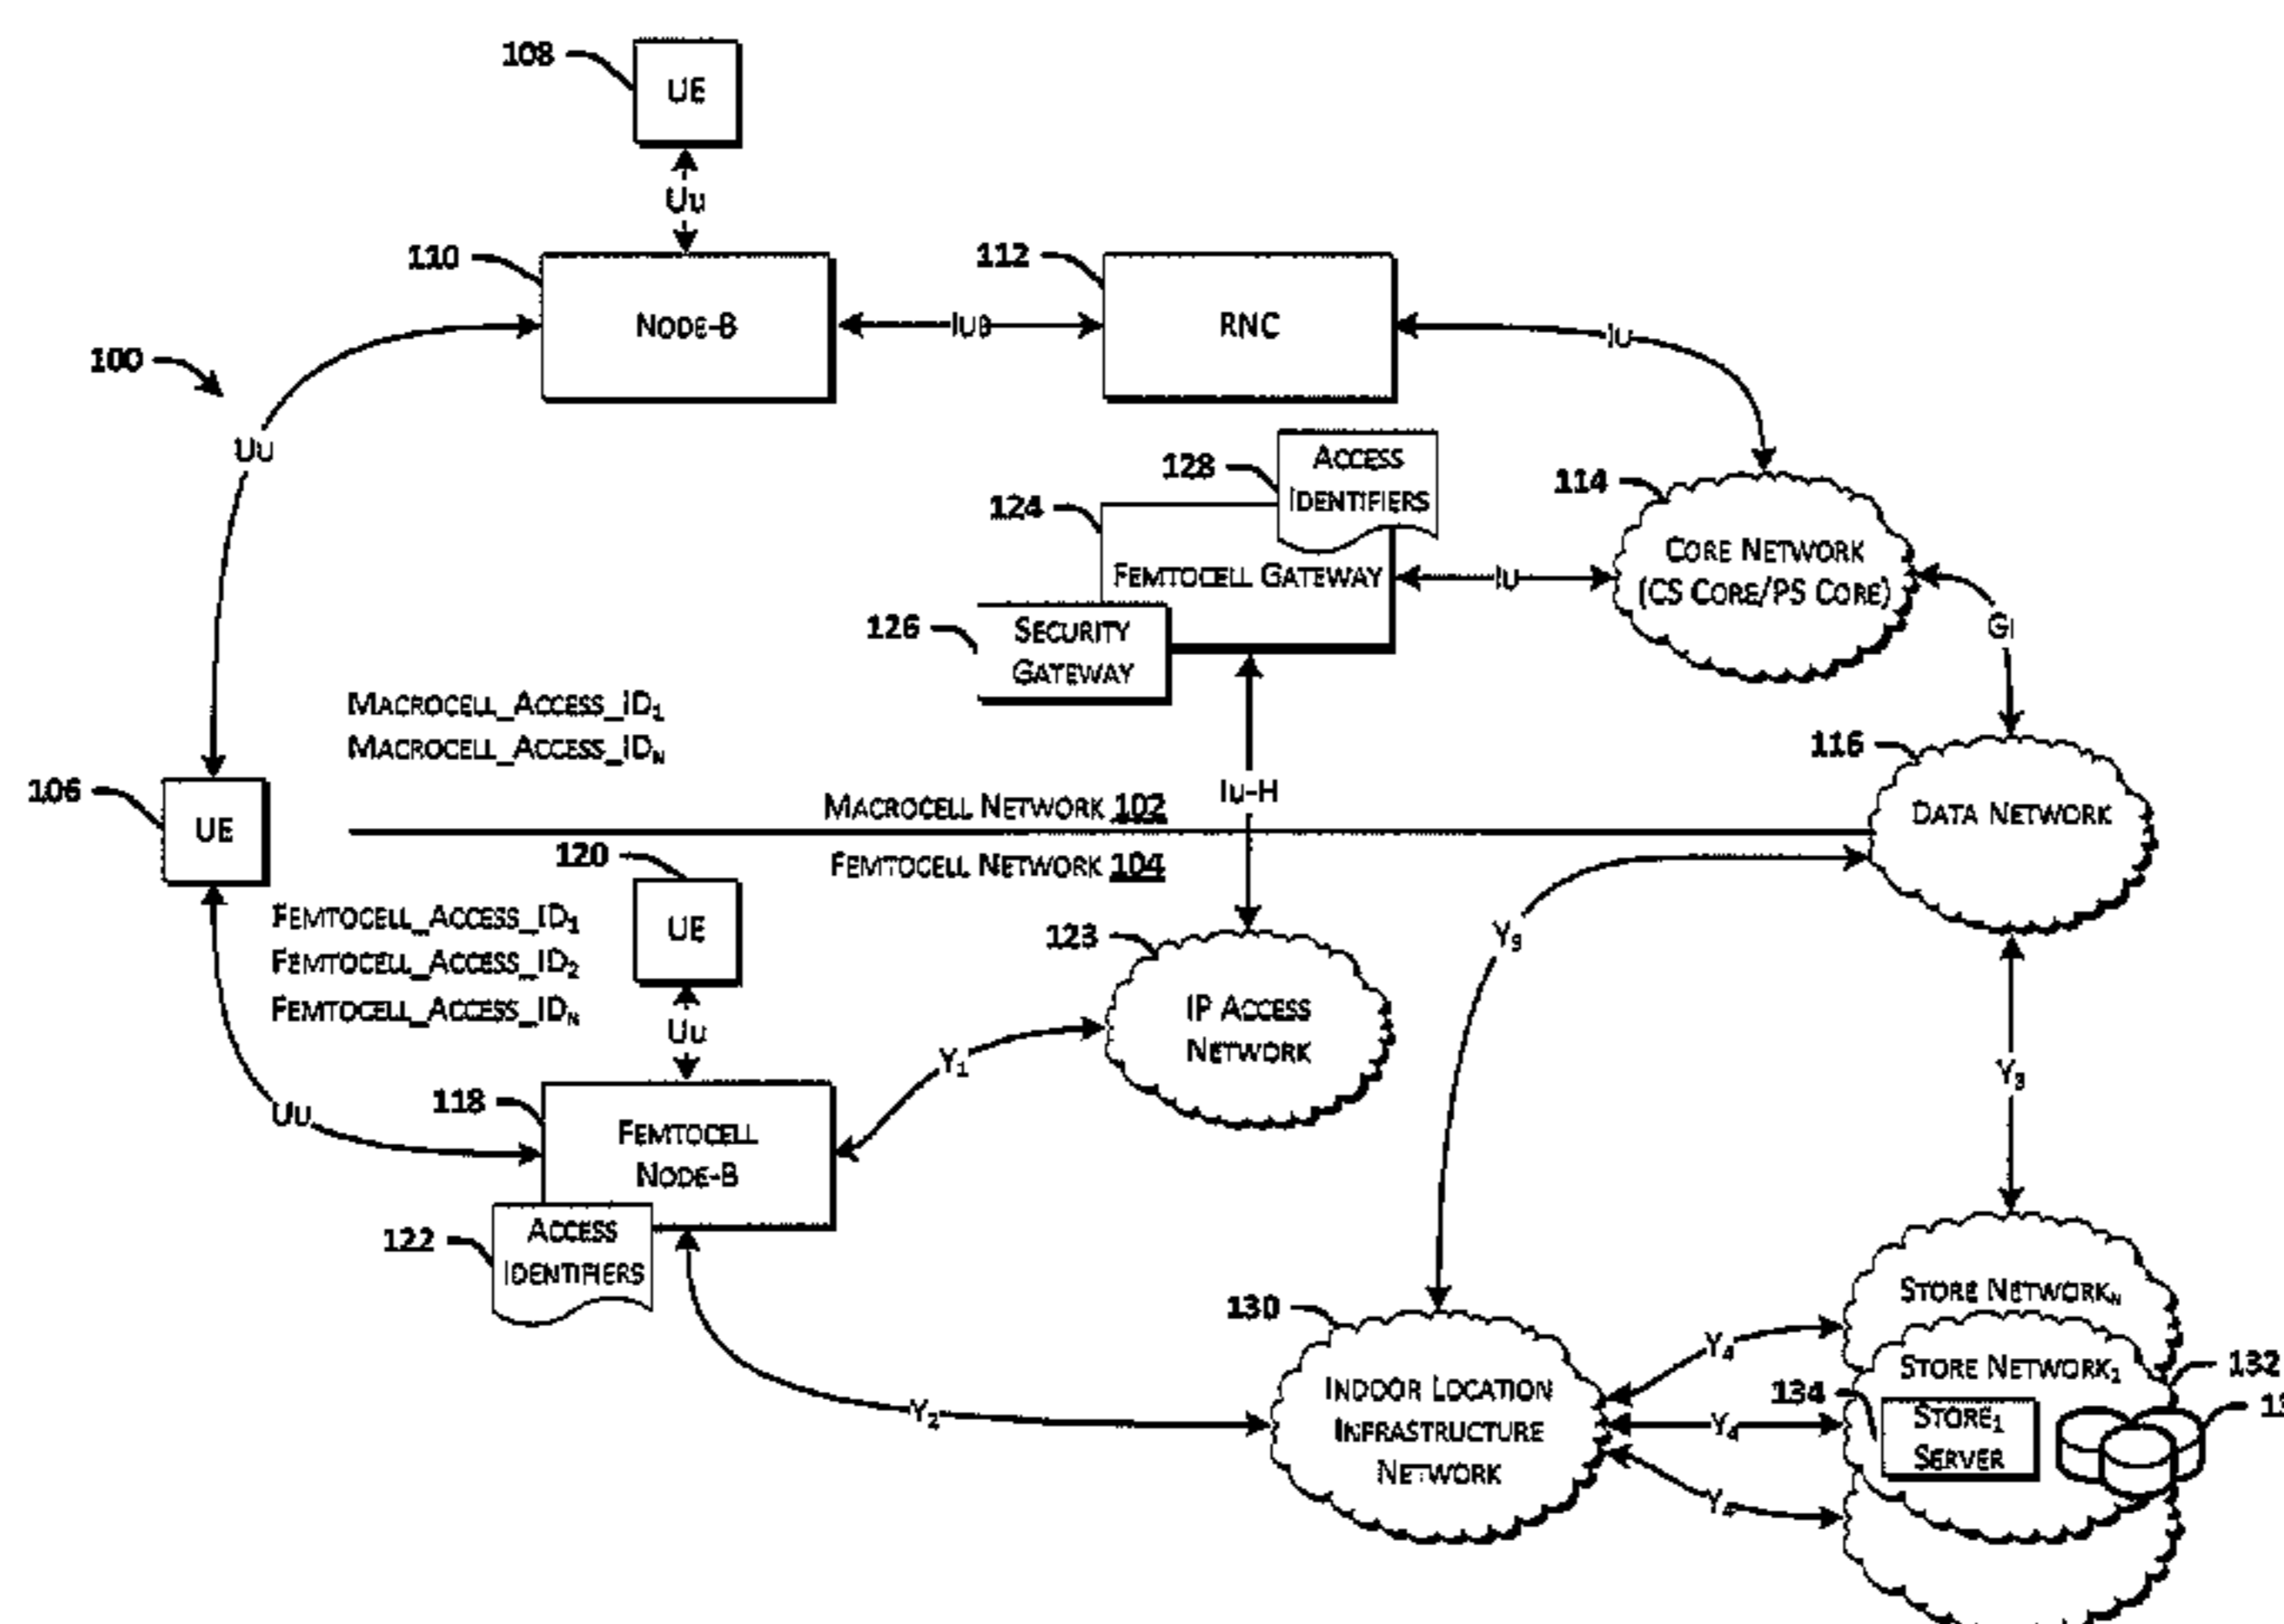 108
UE
Uu
110
NODE-B
IUB
112
RNC
IU
100
Uu
128
ACCESS
IDENTIFIERS
124
FEMTOCELL GATEWAY
126
SECURITY
GATEWAY
IU
114
CORE NETWORK
(CS CORE/PS CORE)
GI
MACROCELL_ACCESS_ID1
MACROCELL_ACCESS_IDN
116
DATA NETWORK
106
UE
MACROCELL NETWORK 102
IU-H
FEMTOCELL NETWORK 104
120
UE
Uu
FEMTOCELL_ACCESS_ID1
FEMTOCELL_ACCESS_ID2
FEMTOCELL_ACCESS_IDN
123
IP ACCESS
NETWORK
Y1
Uu
118
FEMTOCELL
NODE-B
122
ACCESS
IDENTIFIERS
Y2
Y3
130
INDOOR LOCATION
INFRASTRUCTURE
NETWORK
Y4
Y4
Y4
STORE NETWORKN
STORE NETWORK
132
134
STORE1
SERVER